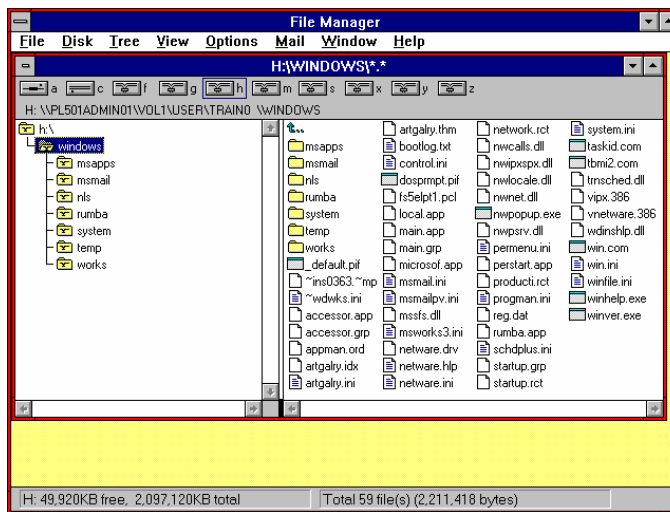 File Manager
File Disk Tree View Options Mail Window Help
H:\WINDOWS\*.*
a c f g h m s x y z
H: \\PL501ADMIN01\VOL1\USER\TRAIN0 \WINDOWS
h:\
windows
msapps
msmail
nls
rumba
system
temp
works
msapps
msmail
nls
rumba
system
temp
works
_default.pif
~ins0363.~mp
~wdwks.ini
accessor.app
accessor.grp
appman.ord
artgalry.idx
artgalry.ini
artgalry.thm
bootlog.txt
control.ini
dosprmpt.pif
fs5elpt1.pcl
local.app
main.app
main.grp
microsof.app
msmail.ini
msmailpv.ini
mssfs.dll
msworks3.ini
netware.drv
netware.hlp
netware.ini
network.rct
nwcalls.dll
nwipxspx.dll
nwlocale.dll
nwnet.dll
nwpopup.exe
nwpsrv.dll
permenu.ini
perstart.app
producti.rct
progman.ini
reg.dat
rumba.app
schdplus.ini
startup.grp
startup.rct
system.ini
taskid.com
tbmi2.com
trnsched.dll
vipx.386
vnetware.386
wdinshlp.dll
win.com
win.ini
winfile.ini
winhelp.exe
winver.exe
H: 49,920KB free, 2,097,120KB total
Total 59 file(s) (2,211,418 bytes)